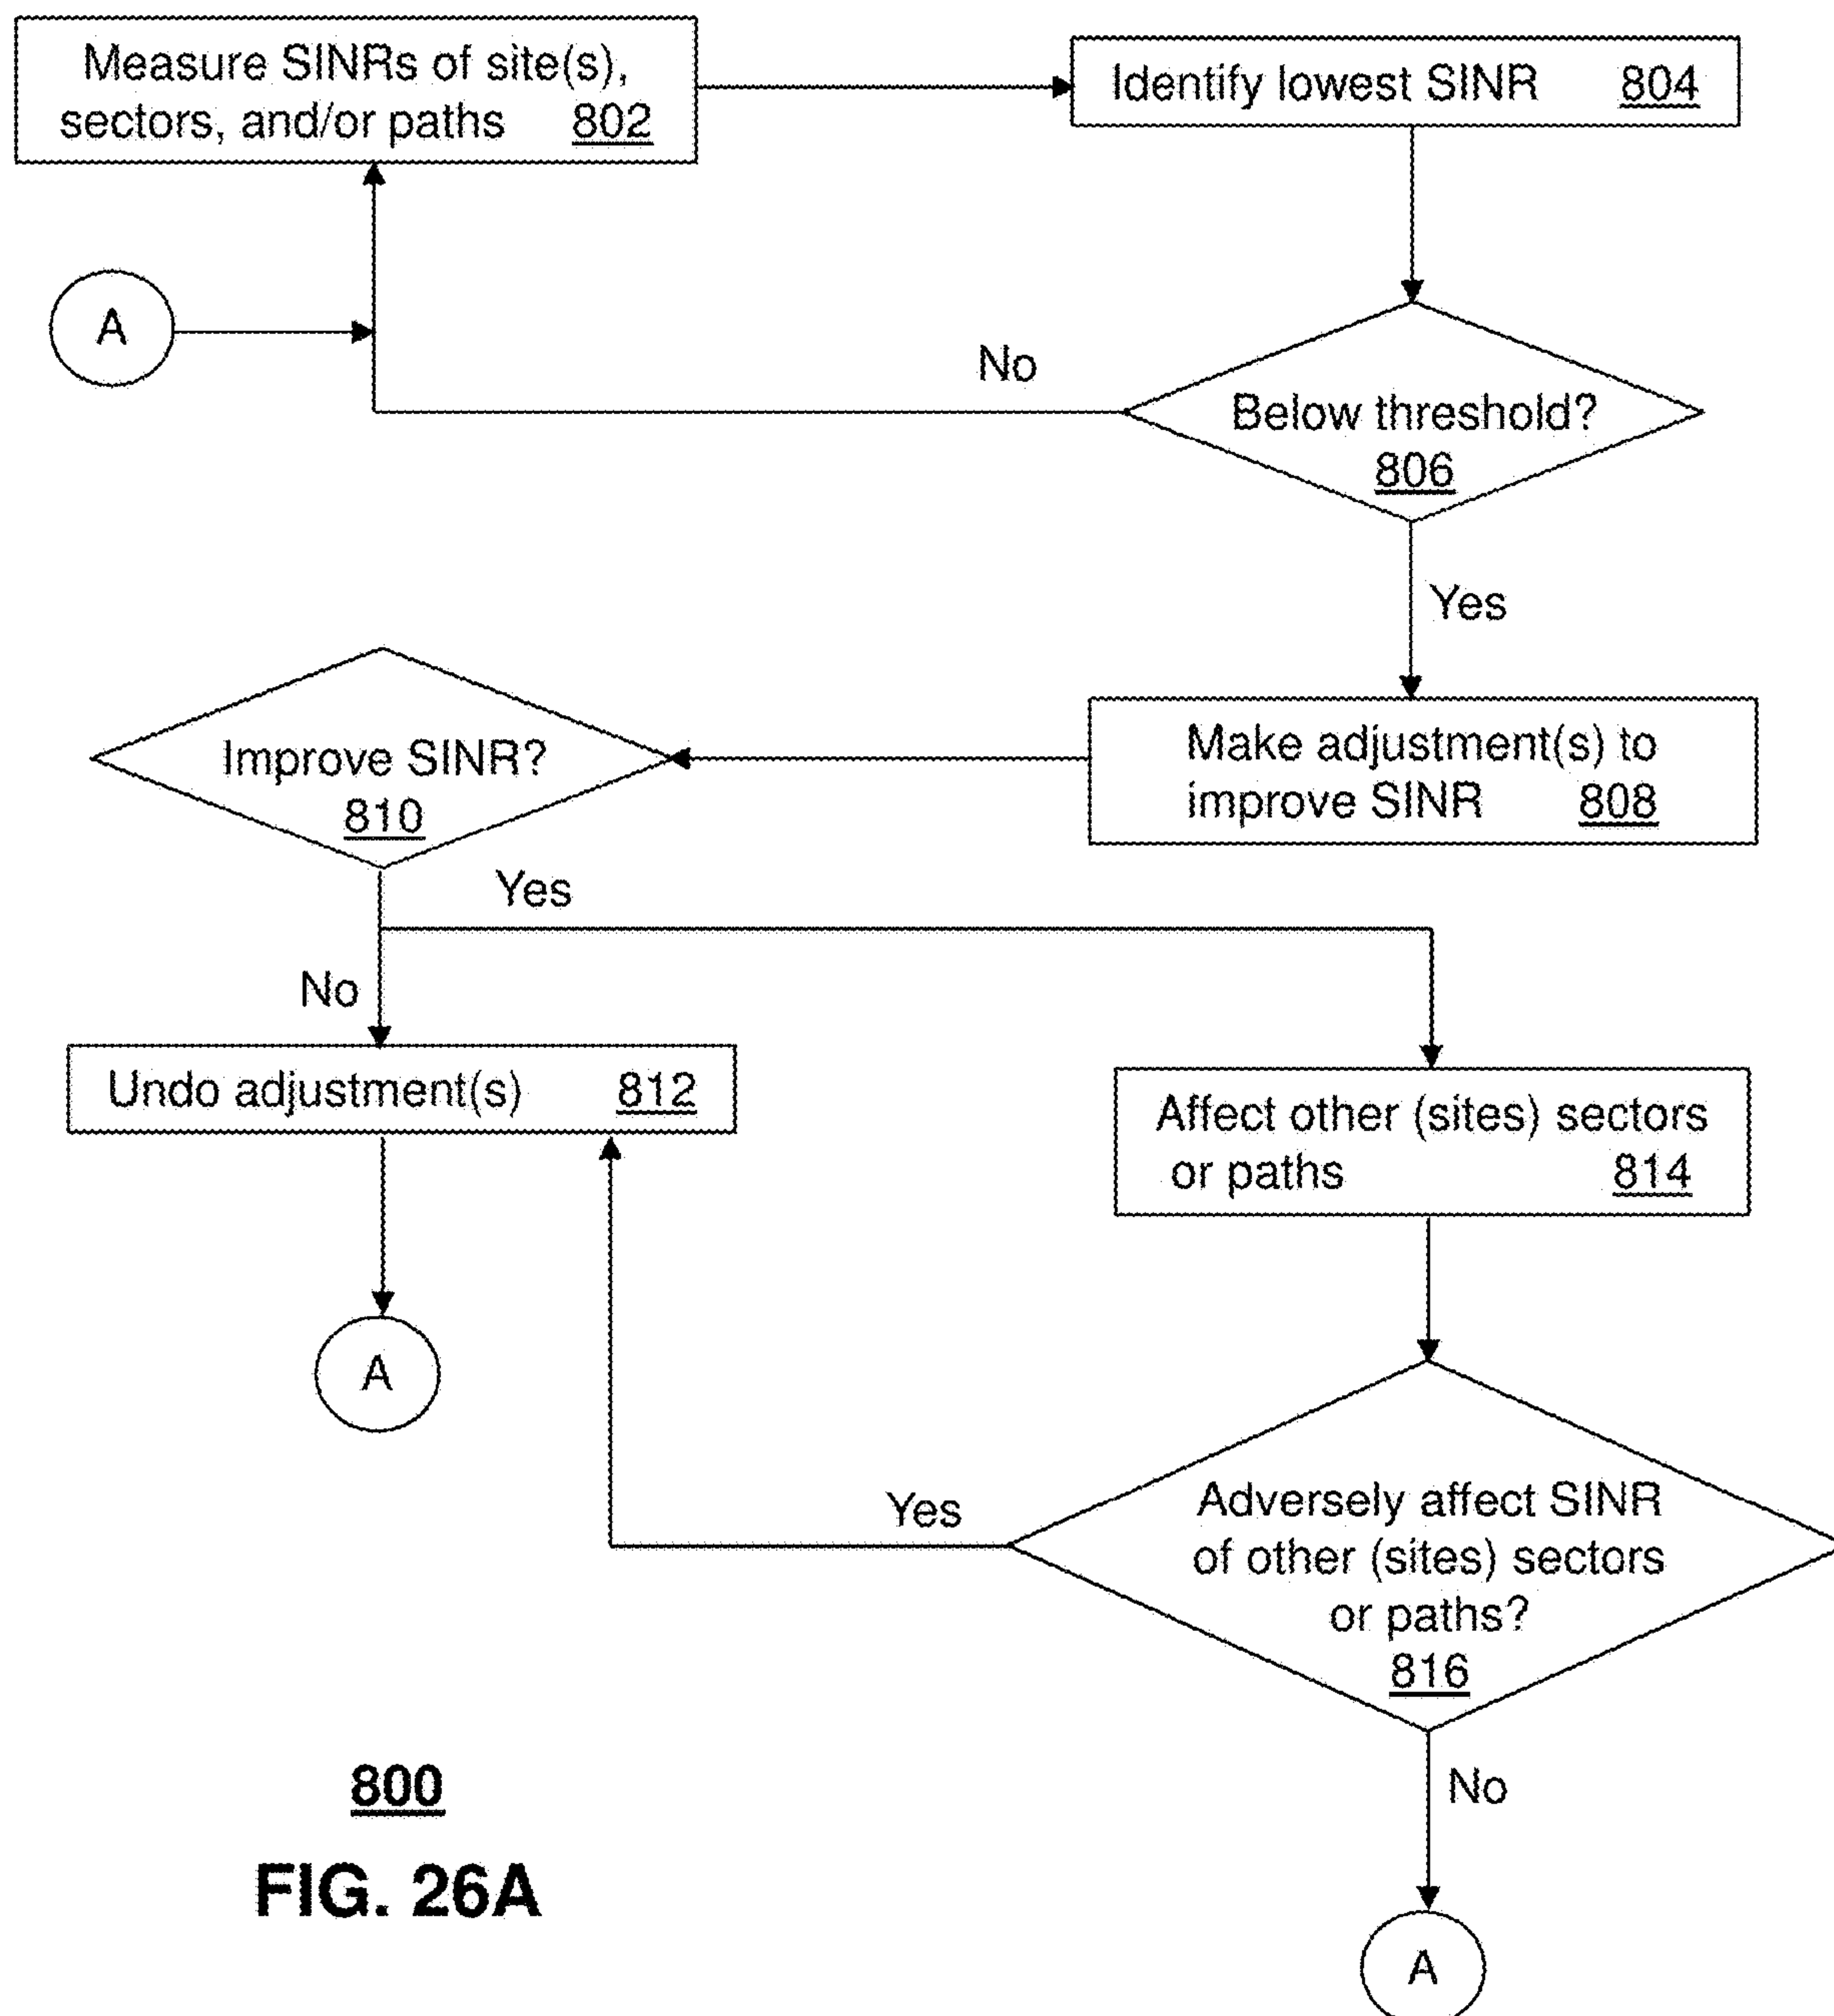 Measure SINRs of site(s),
sectors, and/or paths 802
Identify lowest SINR 804
A
No
Below threshold?
806
Yes
Improve SINR?
810
Make adjustment(s) to
improve SINR 808
Yes
No
Undo adjustment(s) 812
Affect other (sites) sectors
or paths 814
A
Yes
Adversely affect SINR
of other (sites) sectors
or paths?
816
No
800
FIG. 26A
A